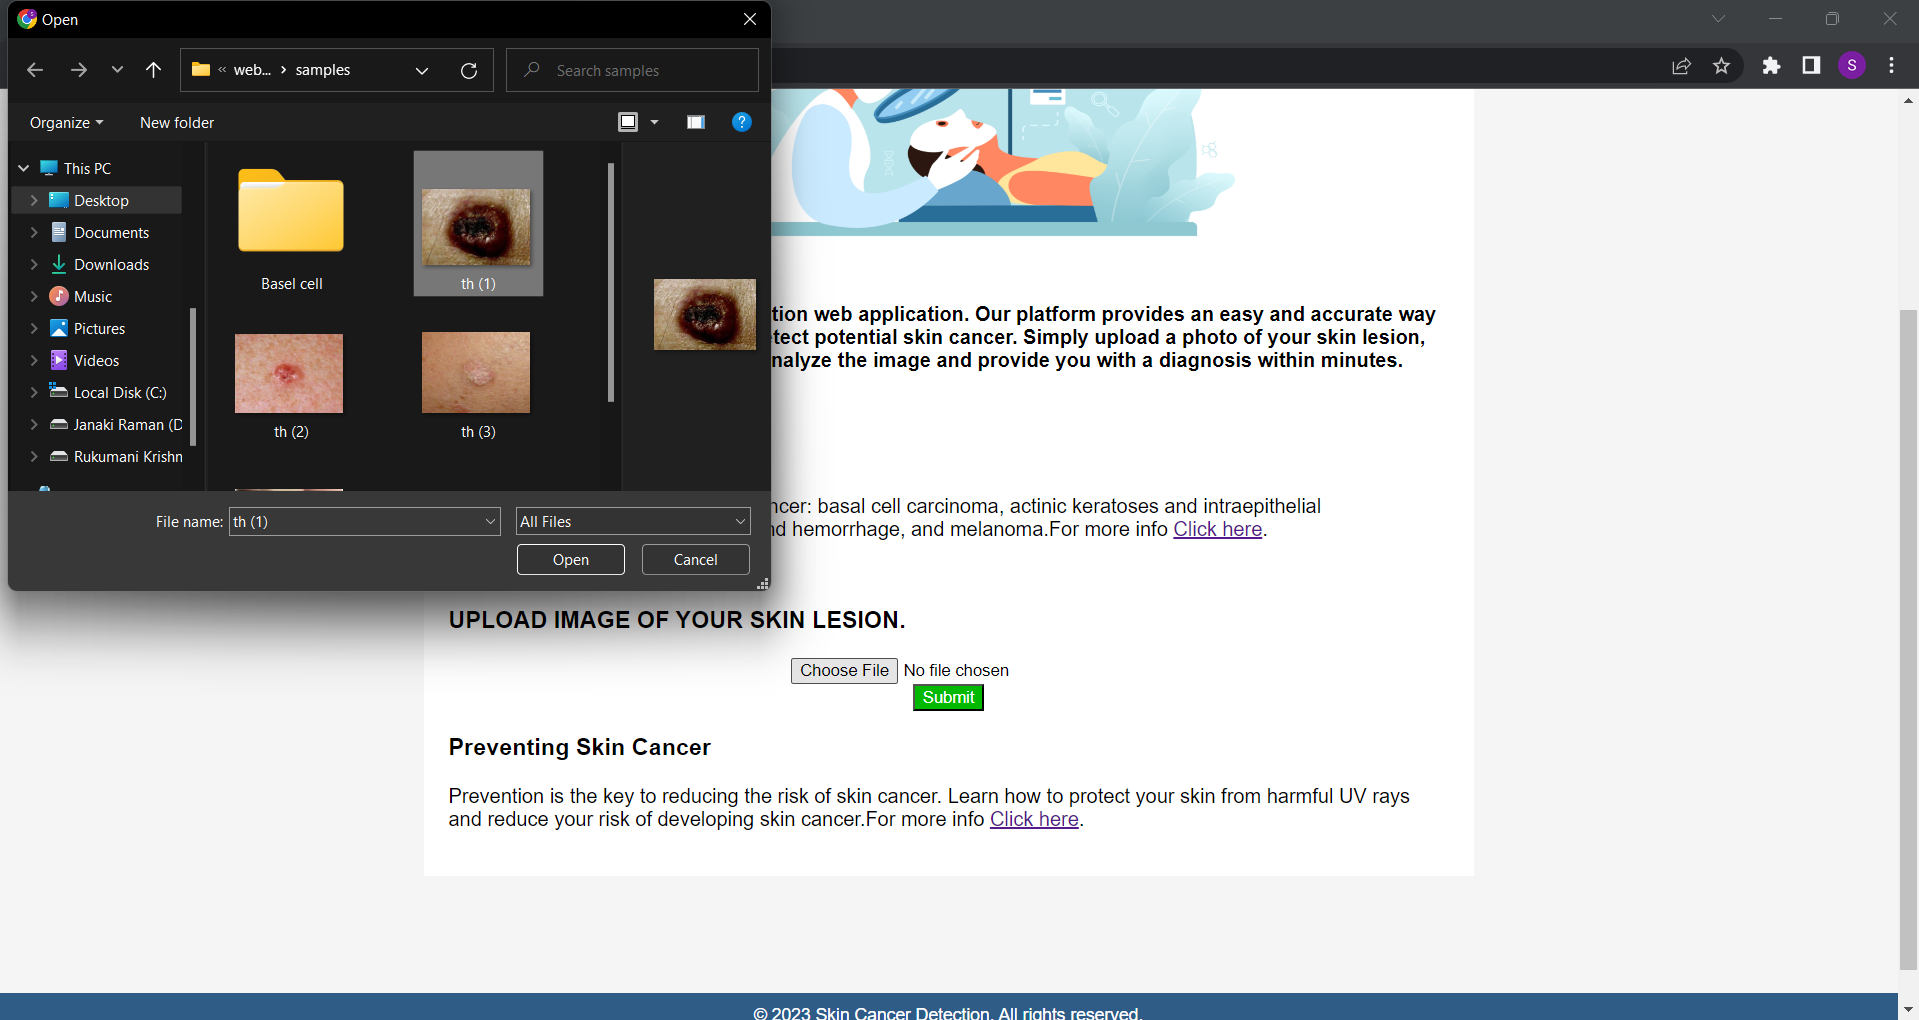 Open
« web... › samples
Search samples
Organize
New folder
This PC
Desktop
Documents
Downloads
Music
Pictures
Videos
Local Disk (C:)
Janaki Raman (D
Rukumani Krishn
Basel cell
th (1)
th (2)
th (3)
File name: th (1)
All Files
Open
Cancel
S
tion web application. Our platform provides an easy and accurate way
tect potential skin cancer. Simply upload a photo of your skin lesion,
nalyze the image and provide you with a diagnosis within minutes.
ncer: basal cell carcinoma, actinic keratoses and intraepithelial
nd hemorrhage, and melanoma.For more info Click here.
UPLOAD IMAGE OF YOUR SKIN LESION.
Choose File No file chosen
Submit
Preventing Skin Cancer
Prevention is the key to reducing the risk of skin cancer. Learn how to protect your skin from harmful UV rays
and reduce your risk of developing skin cancer.For more info Click here.
© 2023 Skin Cancer Detection. All rights reserved.